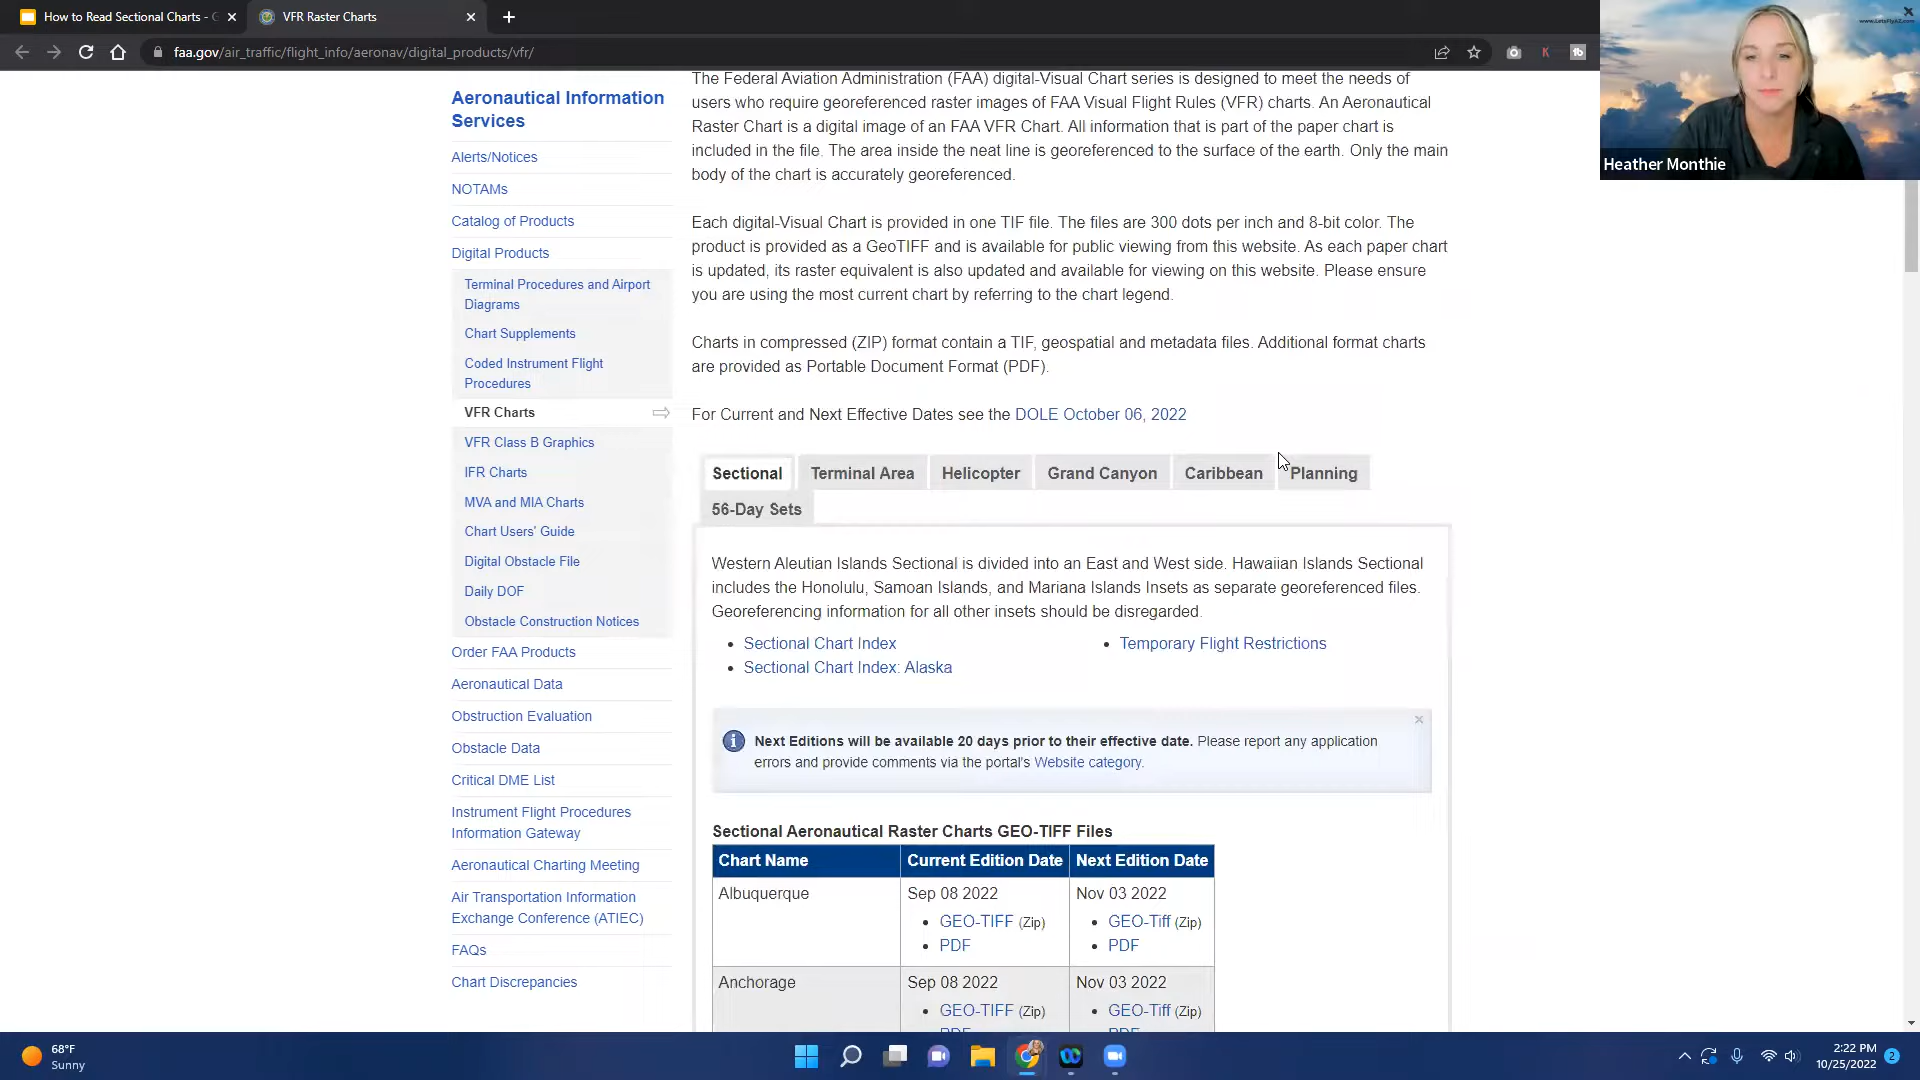 How to Read Sectional Charts - G
VFR Raster Charts
faa.gov/air_traffic/flight_info/aeronav/digital_products/vfr/
Heather Monthie
Aeronautical Information
Services
Alerts/Notices
NOTAMs
Catalog of Products
Digital Products
Terminal Procedures and Airport
Diagrams
Chart Supplements
Coded Instrument Flight
Procedures
VFR Charts
VFR Class B Graphics
IFR Charts
MVA and MIA Charts
Chart Users' Guide
Digital Obstacle File
Daily DOF
Obstacle Construction Notices
Order FAA Products
Aeronautical Data
Obstruction Evaluation
Obstacle Data
Critical DME List
Instrument Flight Procedures
Information Gateway
Aeronautical Charting Meeting
Air Transportation Information
Exchange Conference (ATIEC)
FAQs
Chart Discrepancies
The Federal Aviation Administration (FAA) digital-Visual Chart series is designed to meet the needs of
users who require georeferenced raster images of FAA Visual Flight Rules (VFR) charts. An Aeronautical
Raster Chart is a digital image of an FAA VFR Chart. All information that is part of the paper chart is
included in the file. The area inside the neat line is georeferenced to the surface of the earth. Only the main
body of the chart is accurately georeferenced.
Each digital-Visual Chart is provided in one TIF file. The files are 300 dots per inch and 8-bit color. The
product is provided as a GeoTIFF and is available for public viewing from this website. As each paper chart
is updated, its raster equivalent is also updated and available for viewing on this website. Please ensure
you are using the most current chart by referring to the chart legend.
Charts in compressed (ZIP) format contain a TIF, geospatial and metadata files. Additional format charts
are provided as Portable Document Format (PDF).
For Current and Next Effective Dates see the DOLE October 06, 2022
Sectional Terminal Area Helicopter Grand Canyon Caribbean Planning
56-Day Sets
Western Aleutian Islands Sectional is divided into an East and West side. Hawaiian Islands Sectional
includes the Honolulu, Samoan Islands, and Mariana Islands Insets as separate georeferenced files.
Georeferencing information for all other insets should be disregarded.
• Sectional Chart Index • Temporary Flight Restrictions
• Sectional Chart Index: Alaska
Next Editions will be available 20 days prior to their effective date. Please report any application
errors and provide comments via the portal's Website category.
Sectional Aeronautical Raster Charts GEO-TIFF Files
Chart Name Current Edition Date Next Edition Date
Albuquerque Sep 08 2022 Nov 03 2022
• GEO-TIFF (Zip) • GEO-Tiff (Zip)
• PDF • PDF
Anchorage Sep 08 2022 Nov 03 2022
• GEO-TIFF (Zip) • GEO-Tiff (Zip)
PDF PDF
68°F
Sunny
2:22 PM
10/25/2022
2